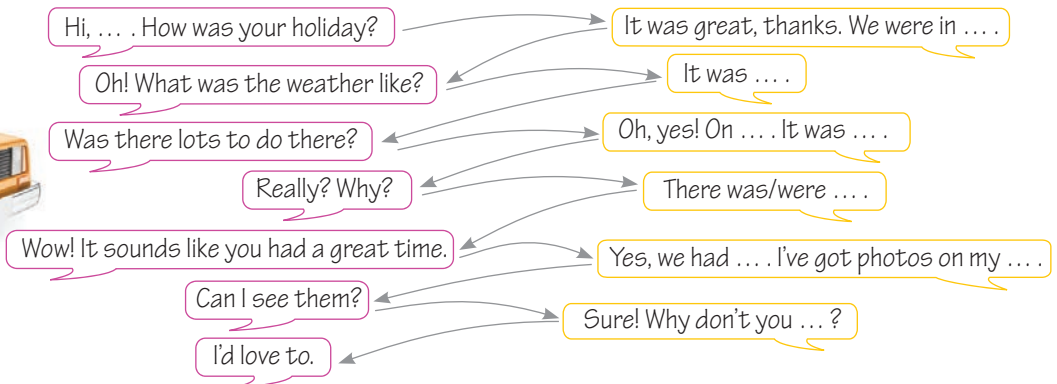 Hi, ... . How was your holiday?
It was great, thanks. We were in ... .
Oh! What was the weather like?
It was ... .
Was there lots to do there?
Oh, yes! On ... . It was ... .
Really? Why?
There was/were ... .
Wow! It sounds like you had a great time.
Yes, we had ... . I've got photos on my ... .
Can I see them?
Sure! Why don't you ... ?
I'd love to.